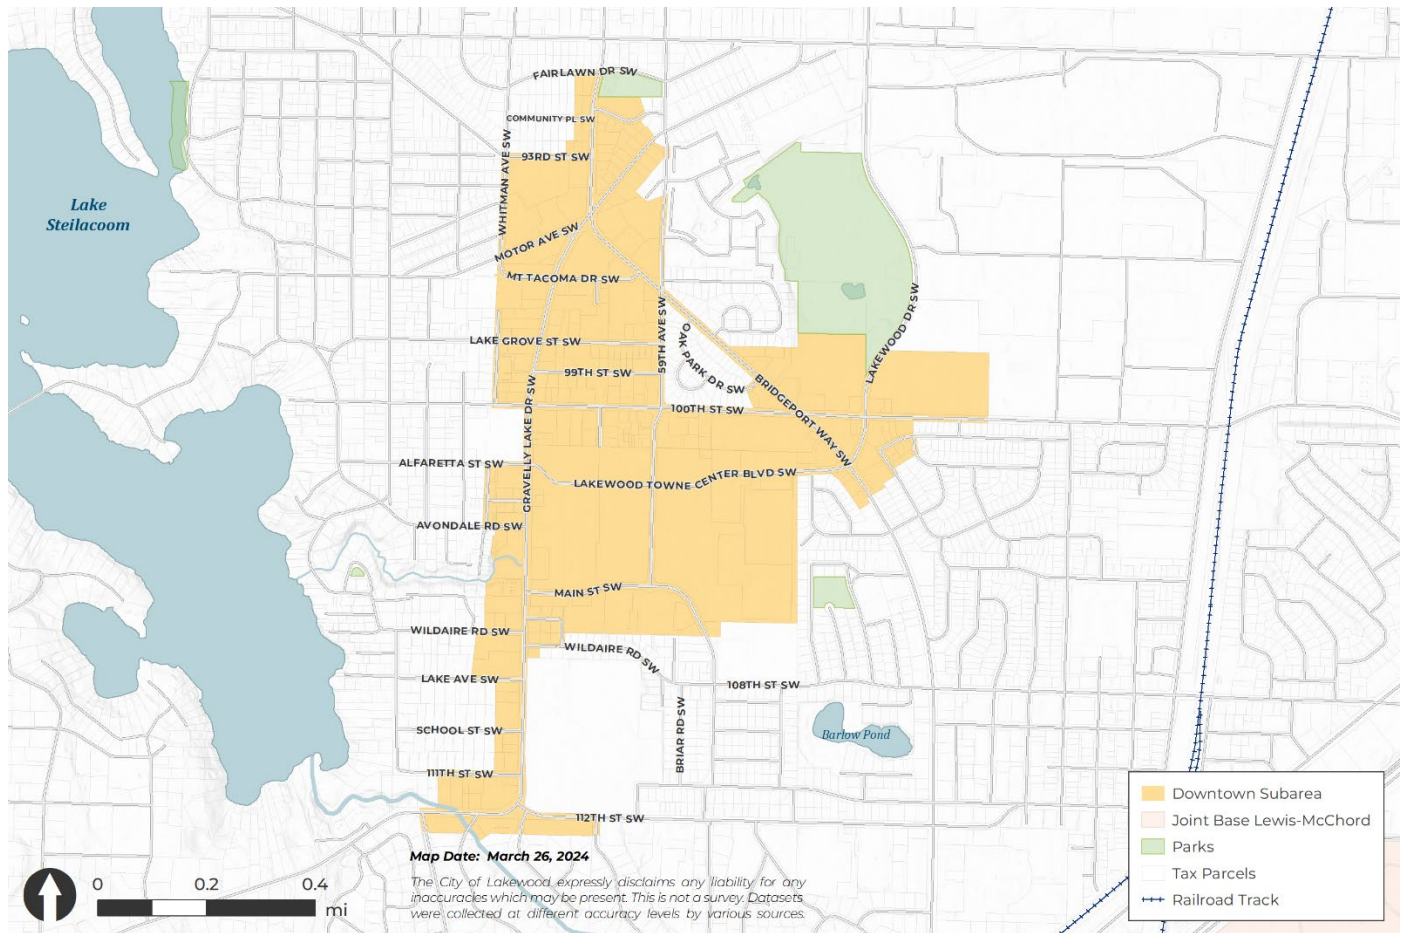 FAIRLAWN DR SW
COMMUNITY PL SW
93RD ST SW
WHITMAN AVE SW
Lake
Steilacoom
MOTOR AVE SW
MT TACOMA DR SW
59TH AVE SW
LAKEWOOD DR SW
LAKE GROVE ST SW
OAK PARK DR SW
99TH ST SW
BRIDGEPORT WAY SW
100TH ST SW
GRAVELLY LAKE DR SW
ALFARETTA ST SW
LAKEWOOD TOWNE CENTER BLVD SW
AVONDALE RD SW
MAIN ST SW
WILDAIRE RD SW
WILDAIRE RD SW
LAKE AVE SW
108TH ST SW
BRIAR RD SW
SCHOOL ST SW
Barlow Pond
111TH ST SW
112TH ST SW
Downtown Subarea
Joint Base Lewis-McChord
Parks
Tax Parcels
Railroad Track
Map Date: March 26, 2024
The City of Lakewood expressly disclaims any liability for any
inaccuracies which may be present. This is not a survey. Datasets
were collected at different accuracy levels by various sources.
0 0.2 0.4
mi